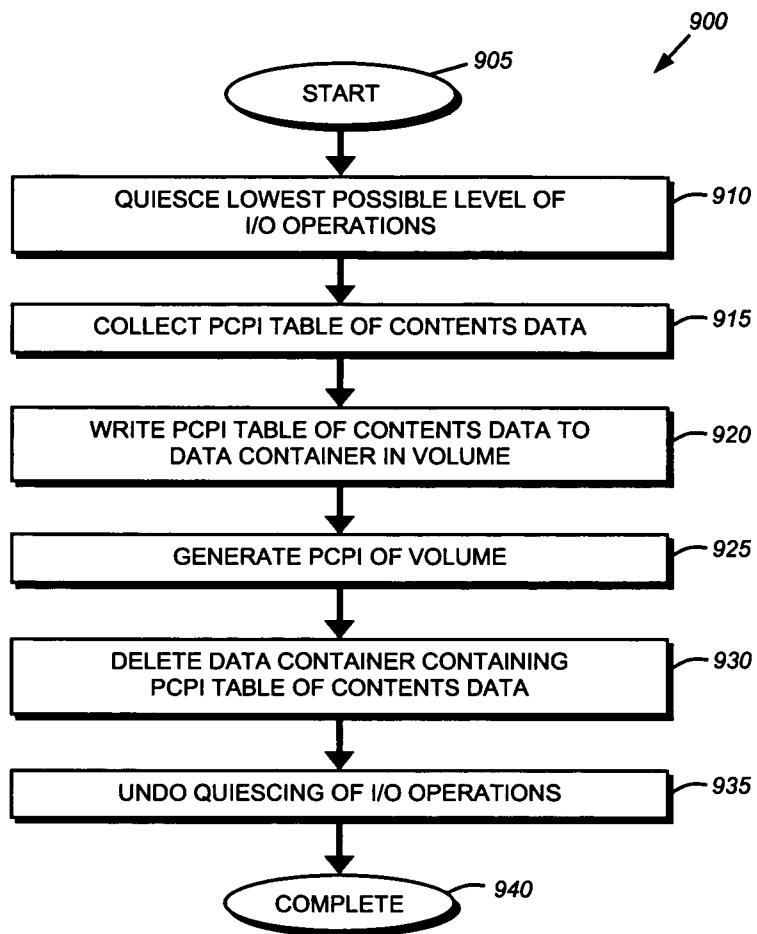 900
START
905
QUIESCE LOWEST POSSIBLE LEVEL OF
I/O OPERATIONS
910
COLLECT PCPI TABLE OF CONTENTS DATA
915
WRITE PCPI TABLE OF CONTENTS DATA TO
DATA CONTAINER IN VOLUME
920
GENERATE PCPI OF VOLUME
925
DELETE DATA CONTAINER CONTAINING
PCPI TABLE OF CONTENTS DATA
930
UNDO QUIESCING OF I/O OPERATIONS
935
COMPLETE
940